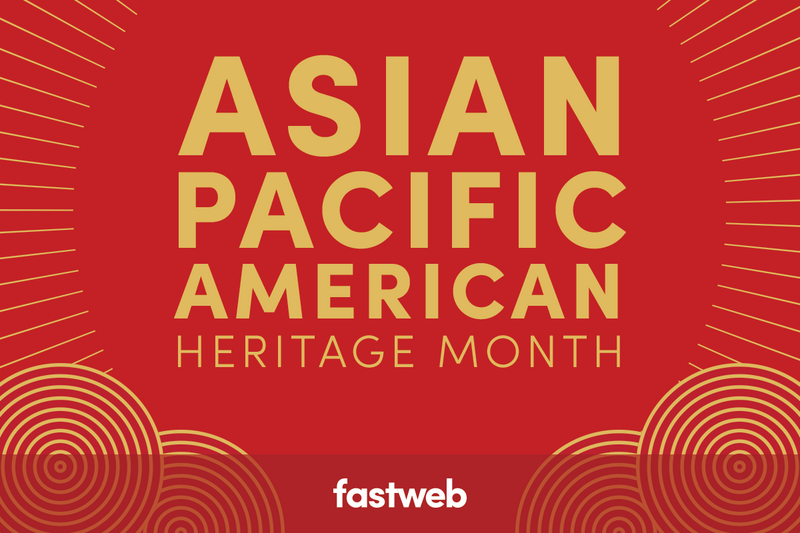 ASIAN
PACIFIC
AMERICAN
HERITAGE MONTH
fastweb